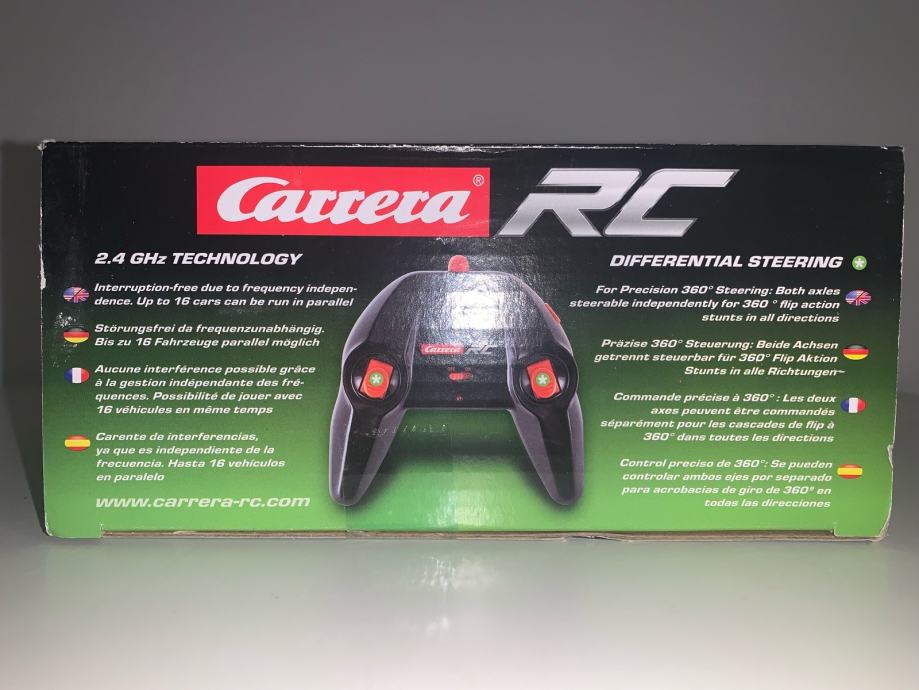 Carrera® RC
2.4 GHz TECHNOLOGY
Interruption-free due to frequency indepen-
dence. Up to 16 cars can be run in parallel
Störungsfrei da frequenzunabhängig.
Bis zu 16 Fahrzeuge parallel möglich
Aucune interférence possible grâce
à la gestion indépendante des fré-
quences. Possibilité de jouer avec
16 véhicules en même temps
Carente de interferencias,
ya que es independiente de la
frecuencia. Hasta 16 vehículos
en paralelo
www.carrera-rc.com
Carrera RC
OFF ON
DIFFERENTIAL STEERING
For Precision 360° Steering: Both axles
steerable independently for 360 ° flip action
stunts in all directions
Präzise 360° Steuerung: Beide Achsen
getrennt steuerbar für 360° Flip Aktion
Stunts in alle Richtungen
Commande précise à 360° : Les deux
axes peuvent être commandés
séparément pour les cascades de flip à
360° dans toutes les directions
Control preciso de 360°: Se pueden
controlar ambos ejes por separado
para acrobacias de giro de 360º en
todas las direcciones